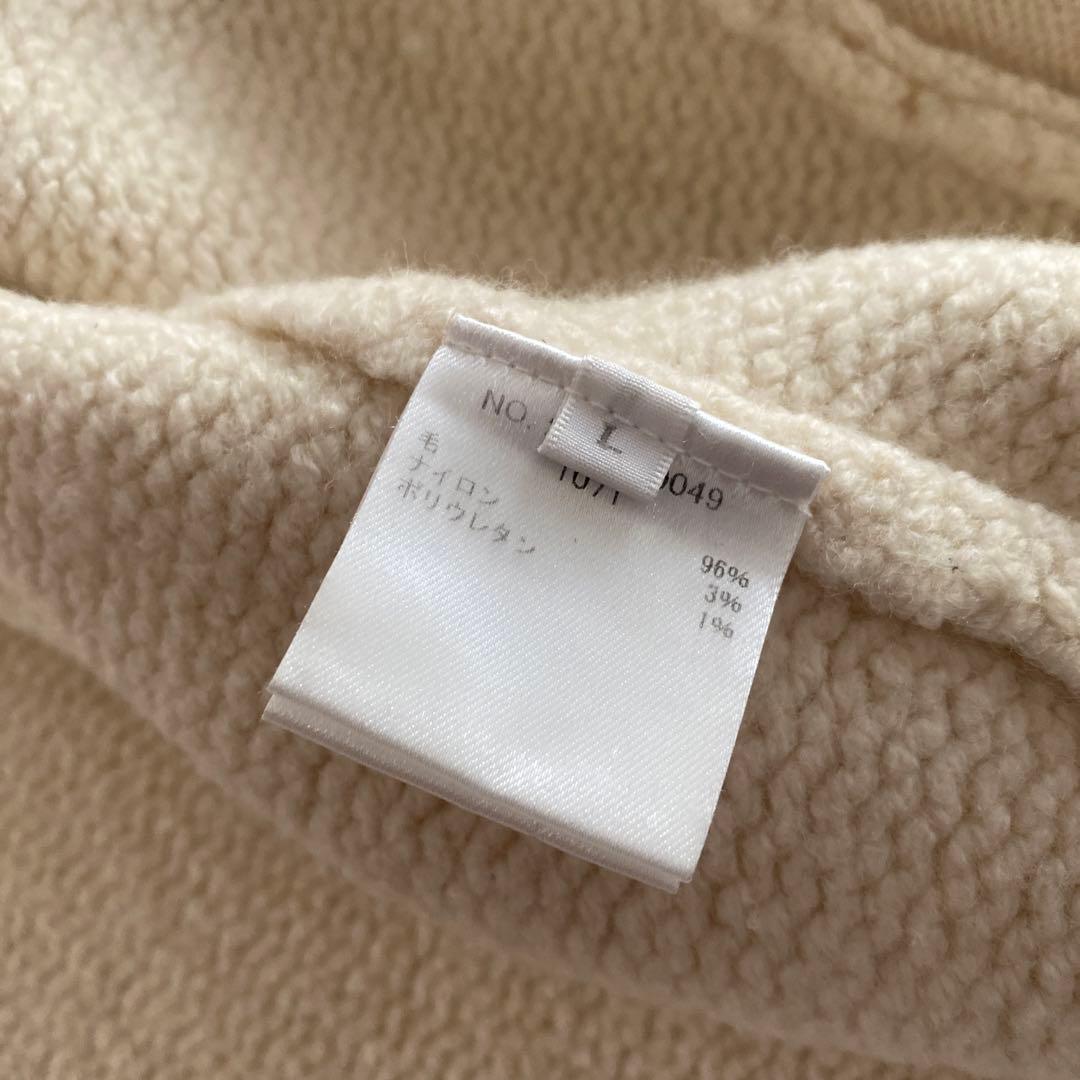 NO.
L
0049
1071
毛 96%
ナイロン 3%
ポリウレタン 1%